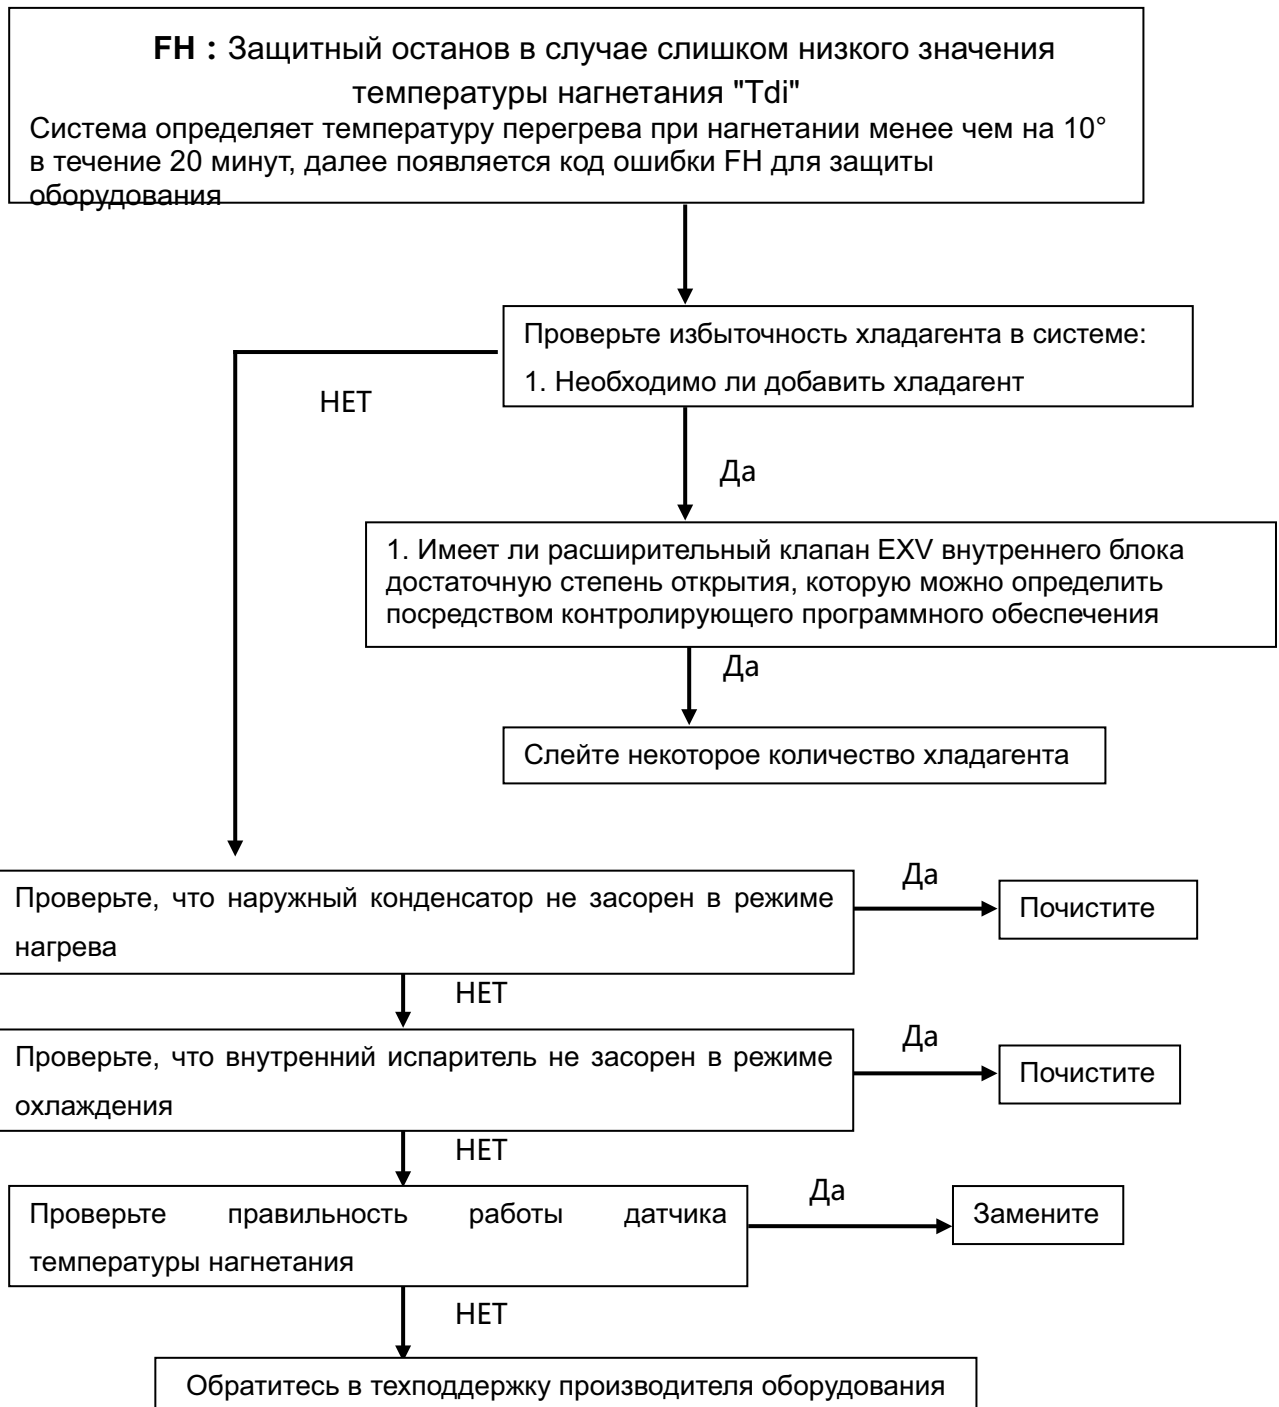 FH : Защитный останов в случае слишком низкого значения
температуры нагнетания "Tdi"
Система определяет температуру перегрева при нагнетании менее чем на 10°
в течение 20 минут, далее появляется код ошибки FH для защиты
оборудования
Проверьте избыточность хладагента в системе:
1. Необходимо ли добавить хладагент
НЕТ
Да
1. Имеет ли расширительный клапан EXV внутреннего блока
достаточную степень открытия, которую можно определить
посредством контролирующего программного обеспечения
Да
Слейте некоторое количество хладагента
Проверьте, что наружный конденсатор не засорен в режиме
нагрева
Да
Почистите
НЕТ
Проверьте, что внутренний испаритель не засорен в режиме
охлаждения
Да
Почистите
НЕТ
Проверьте правильность работы датчика
температуры нагнетания
Да
Замените
НЕТ
Обратитесь в техподдержку производителя оборудования